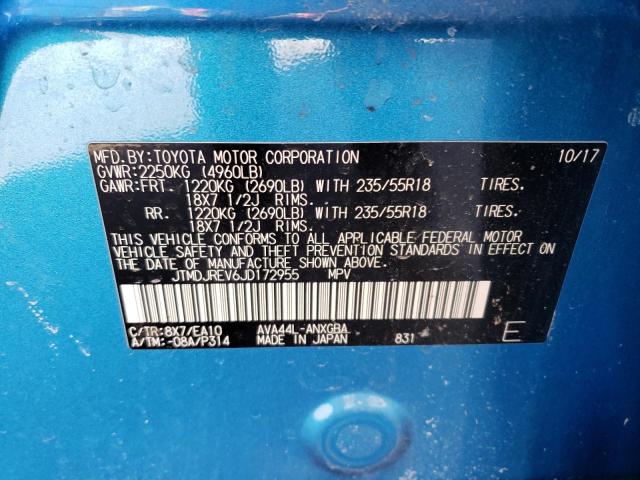 MFD. BY: TOYOTA MOTOR CORPORATION 10/17
GVWR: 2250KG (4960LB)
GAWR: FRT. 1220KG (2690LB) WITH 235/55R18 TIRES.
18X7 1/2J RIMS.
RR. 1220KG (2690LB) WITH 235/55R18 TIRES.
18X7 1/2J RIMS.
THIS VEHICLE CONFORMS TO ALL APPLICABLE FEDERAL MOTOR
VEHICLE SAFETY AND THEFT PREVENTION STANDARDS IN EFFECT ON
THE DATE OF MANUFACTURE SHOWN ABOVE.
JTMDJREV6JD172955 MPV
C/TR: 8X7/EA10 AVA44L-ANXGBA
A/TM: -08A/P314 MADE IN JAPAN 831 E